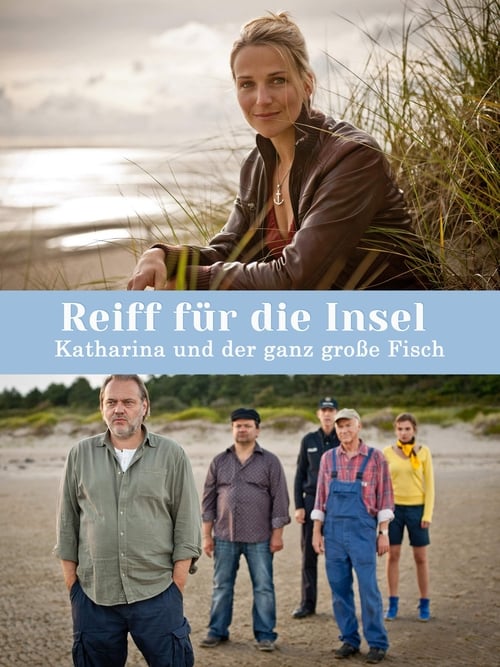 Reiff für die Insel
Katharina und der ganz große Fisch